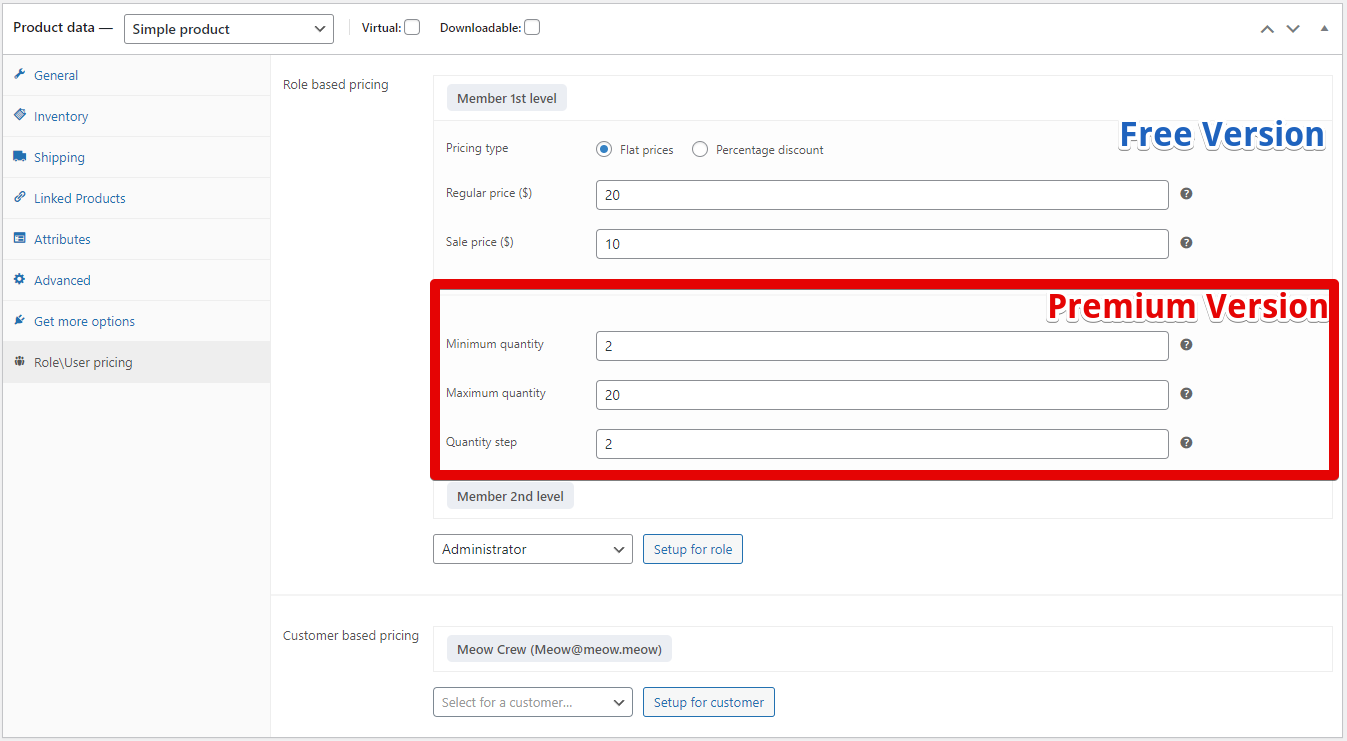 Product data — Simple product Virtual: Downloadable:
General
Inventory
Shipping
Linked Products
Attributes
Advanced
Get more options
Role\User pricing
Role based pricing
Member 1st level
Free Version
Pricing type Flat prices Percentage discount
Regular price ($) 20
Sale price ($) 10
Premium Version
Minimum quantity 2
Maximum quantity 20
Quantity step 2
Member 2nd level
Administrator Setup for role
Customer based pricing
Meow Crew (Meow@meow.meow)
Select for a customer... Setup for customer